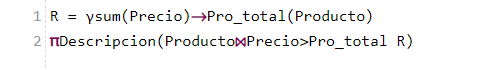 1 R = γsum(Precio)→Pro_total(Producto)
2 πDescripcion(Producto⋈Precio>Pro_total R)